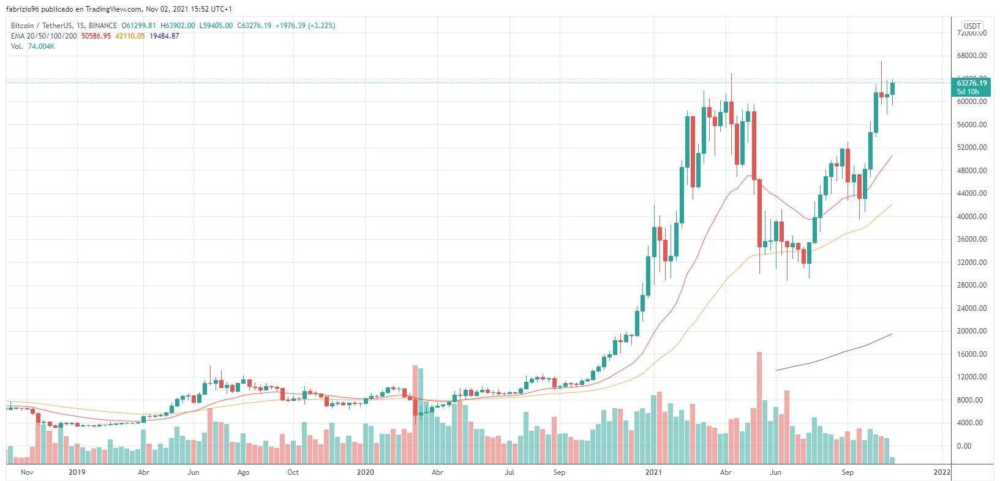 fabrizio96 publicado en TradingView.com, Nov 02, 2021 15:52 UTC+1
Bitcoin / TetherUS, 1S, BINANCE O61299.81 H63902.00 L59405.00 C63276.19 +1976.39 (+3.22%)
EMA 20/50/100/200 50586.95 42110.05 19484.87
Vol. 74.004K
USDT
72000.00
68000.00
64000.00
63276.19
5d 10h
60000.00
56000.00
52000.00
48000.00
44000.00
40000.00
36000.00
32000.00
28000.00
24000.00
20000.00
16000.00
12000.00
8000.00
4000.00
0.00
Nov 2019 Abr Jun Ago Oct 2020 Abr Jul Sep 2021 Abr Jun Sep 2022